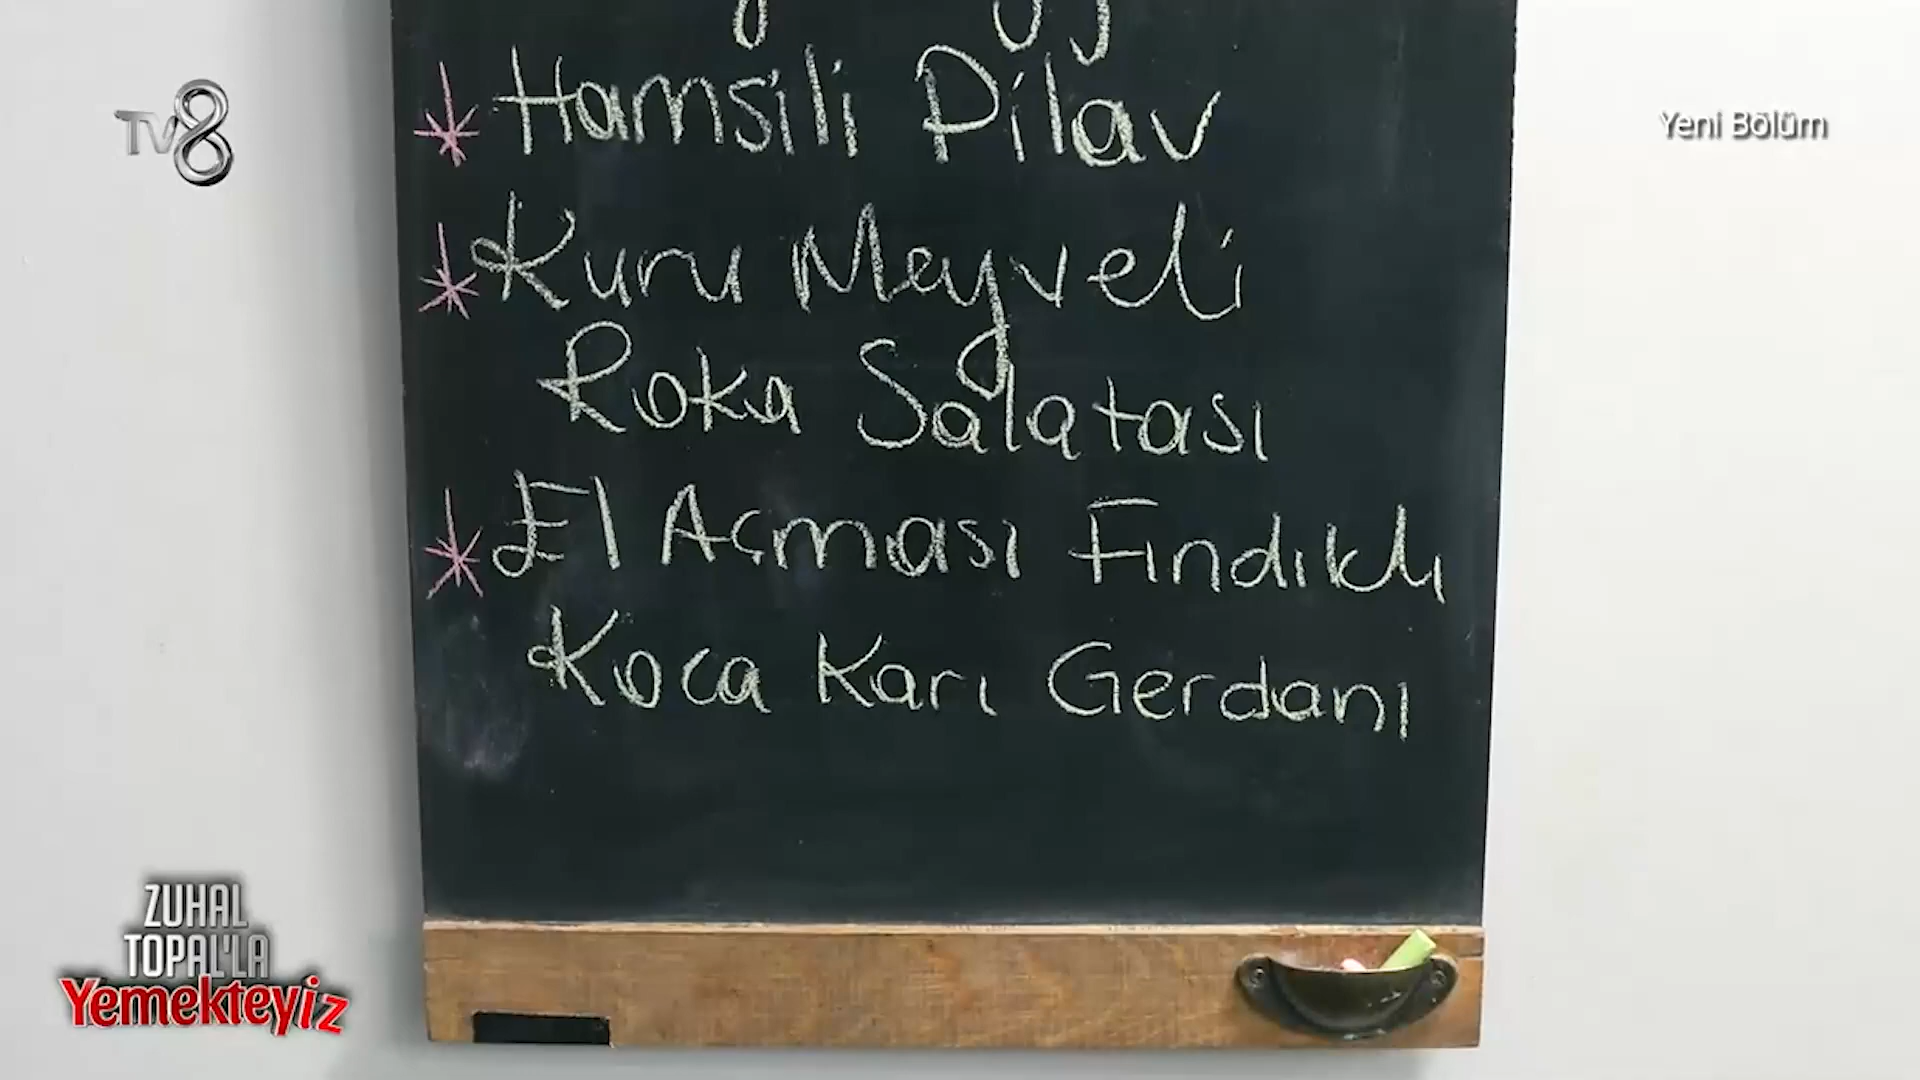 Hamsili Pilav
Kuru Meyveli
Roka Salatası
El Açması Fındıklı
Koca Karı Gerdanı
TV8
Yeni Bölüm
ZUHAL
TOPAL'LA
Yemekteyiz